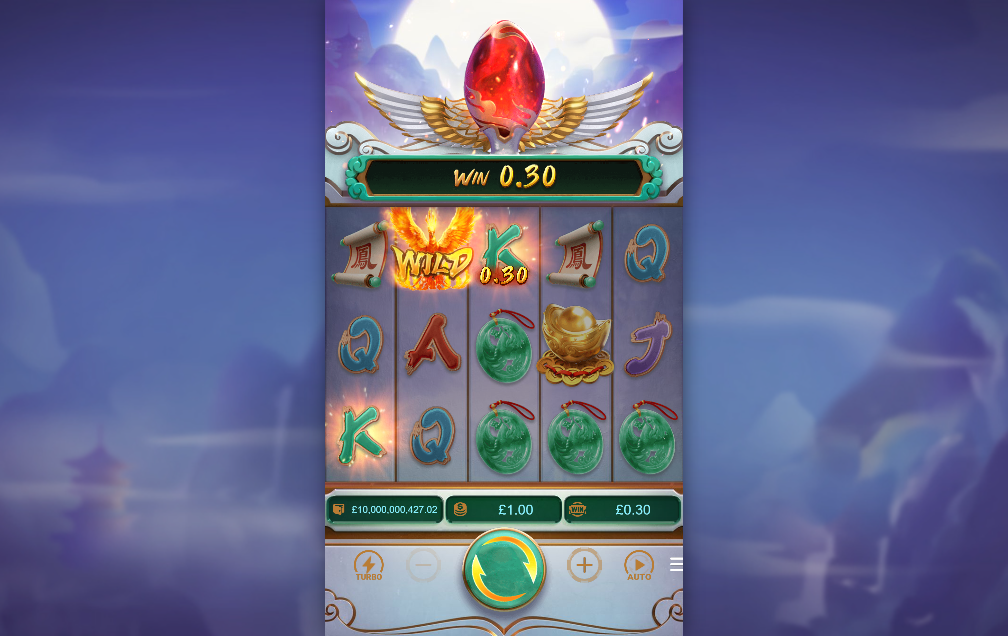 WIN 0.30
鳳 WILD K 鳳 Q
0.30
Q A J
K Q
£10,000,000,427.02 £1.00 WIN £0.30
TURBO AUTO